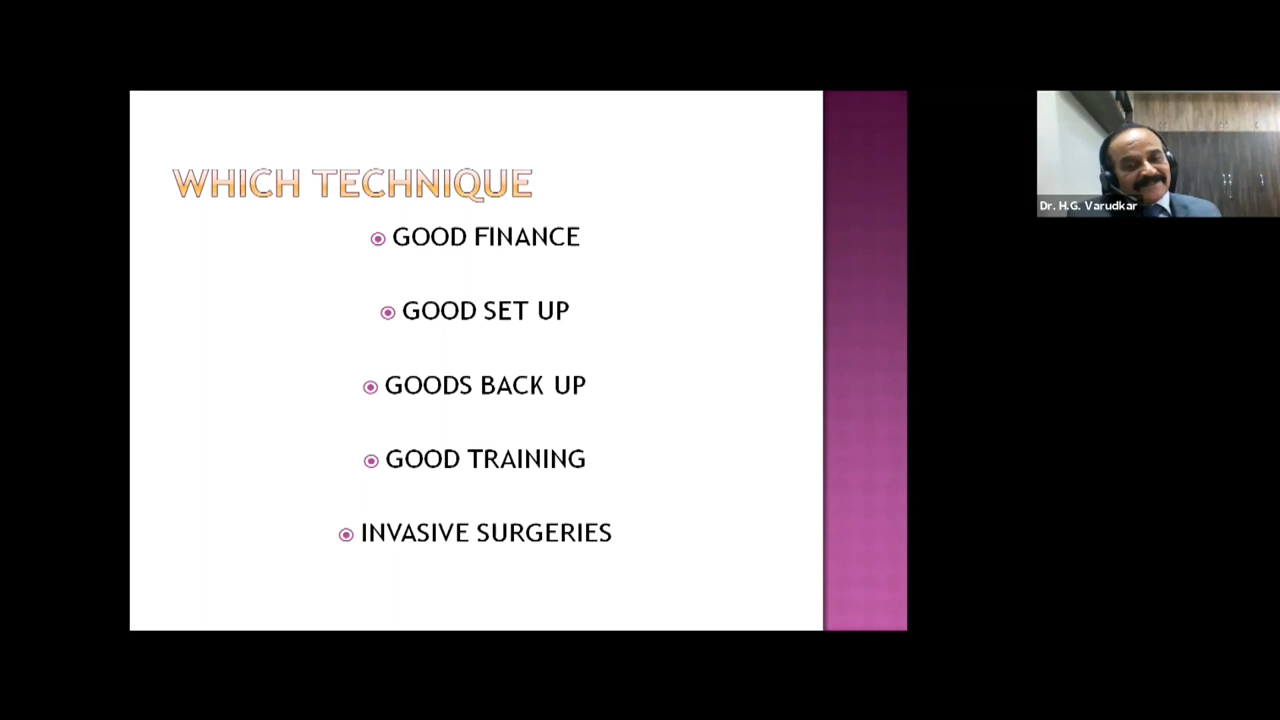 WHICH TECHNIQUE
GOOD FINANCE
GOOD SET UP
GOODS BACK UP
GOOD TRAINING
INVASIVE SURGERIES
Dr. H.G. Varudkar